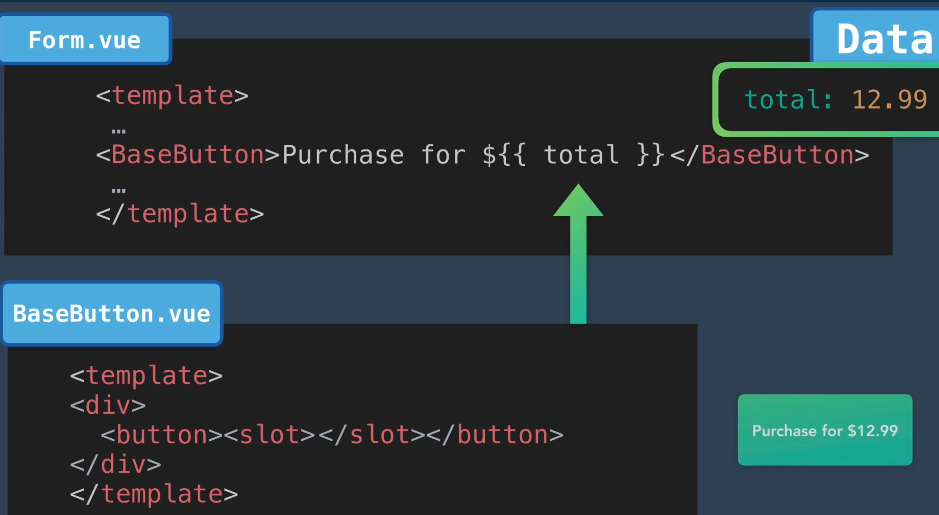 Form.vue
Data
total: 12.99
<template>
…
<BaseButton>Purchase for ${{ total }}</BaseButton>
…
</template>
BaseButton.vue
<template>
<div>
<button><slot></slot></button>
</div>
</template>
Purchase for $12.99